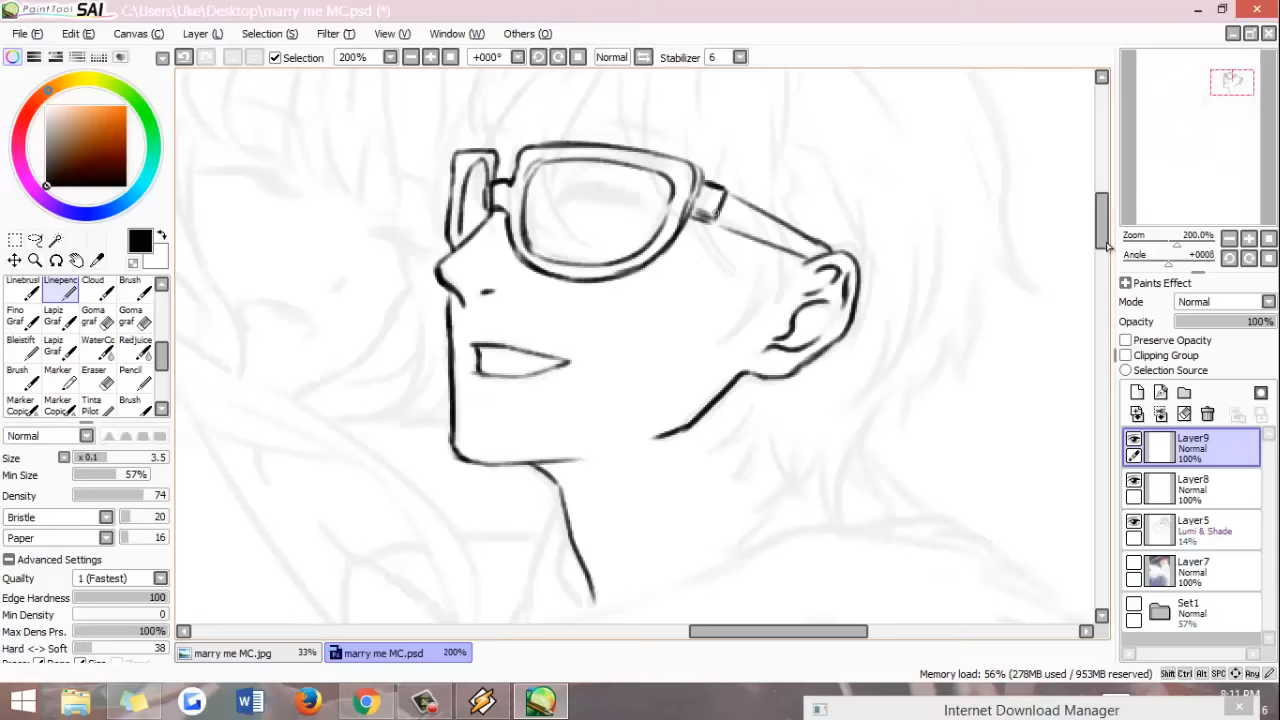 PaintTool SAI C:\Users\Uke\Desktop\marry me MC.psd (*)
File (F) Edit (E) Canvas (C) Layer (L) Selection (S) Filter (T) View (V) Window (W) Others (O)
Selection 200% +000° Normal Stabilizer 6
Zoom 200.0%
Angle +000ß
Paints Effect
Mode Normal
Opacity 100%
Preserve Opacity
Clipping Group
Selection Source
Linebrusl Linepenc Cloud Brush
Fino Graf Lapiz Graf Goma graf Goma graf
Bleistift Lapiz Graf WaterCc Redjuice
Brush Marker Eraser Pencil
Marker Copic Marker Copic Tinta Pilot Brush
Normal
Size x 0.1 3.5
Min Size 57%
Density 74
Bristle 20
Paper 16
Advanced Settings
Quailty 1 (Fastest)
Edge Hardness 100
Min Density 0
Max Dens Prs. 100%
Hard <-> Soft 38
Layer9
Normal
100%
Layer8
Normal
100%
Layer5
Lumi & Shade
14%
Layer7
Normal
100%
Set1
Normal
57%
marry me MC.jpg 33% marry me MC.psd 200%
Memory load: 56% (278MB used / 953MB reserved) Shift Ctrl Alt SPC Any
8:11 PM
Internet Download Manager